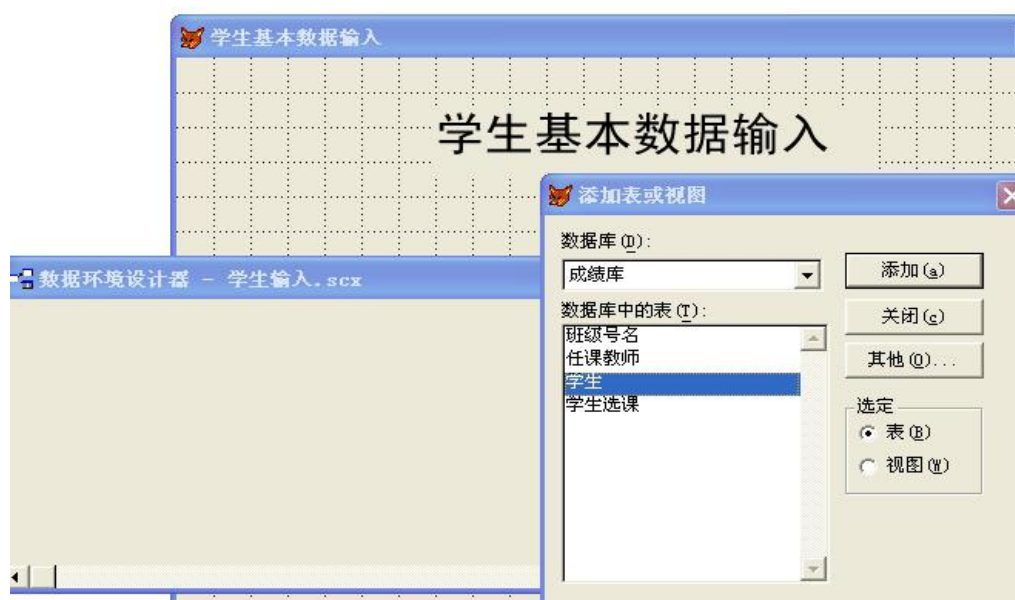 学生基本数据输入
学生基本数据输入
添加表或视图
数据库(D):
成绩库
添加(a)
数据环境设计器 - 学生输入.scx
数据库中的表(T):
关闭(c)
班级号名
任课教师
学生
学生选课
其他(O)...
选定
表(B)
视图(W)